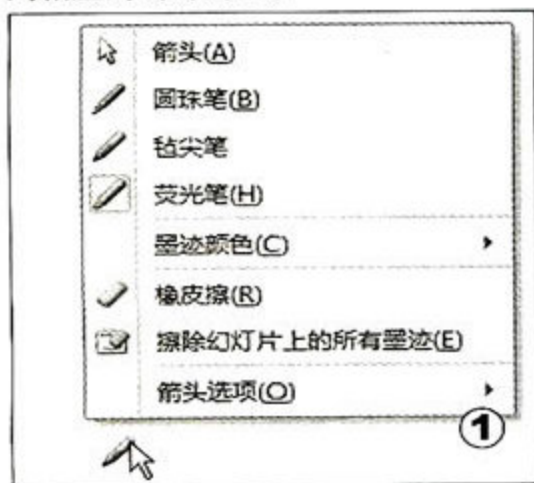 箭头(A)
圆珠笔(B)
毡尖笔
荧光笔(H)
墨迹颜色(C)
橡皮擦(R)
擦除幻灯片上的所有墨迹(E)
箭头选项(O)
①